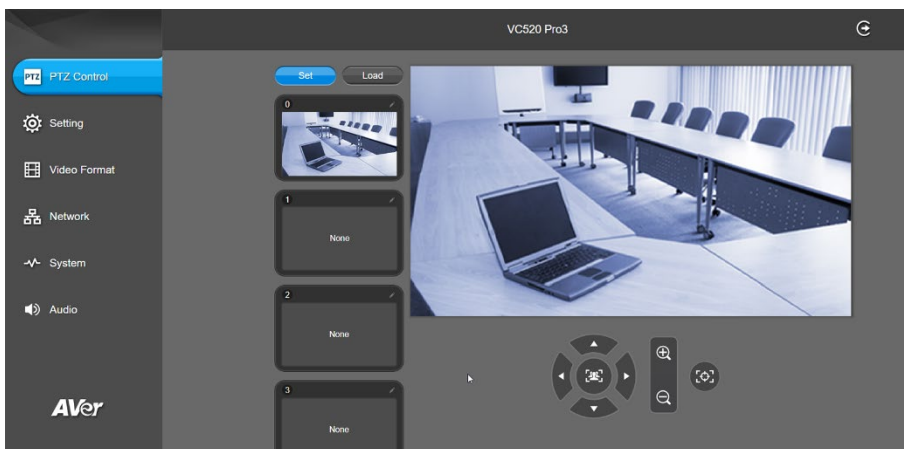 VC520 Pro3
PTZ PTZ Control
Setting
Video Format
Network
System
Audio
AVer
Set Load
0
1
None
2
None
3
None